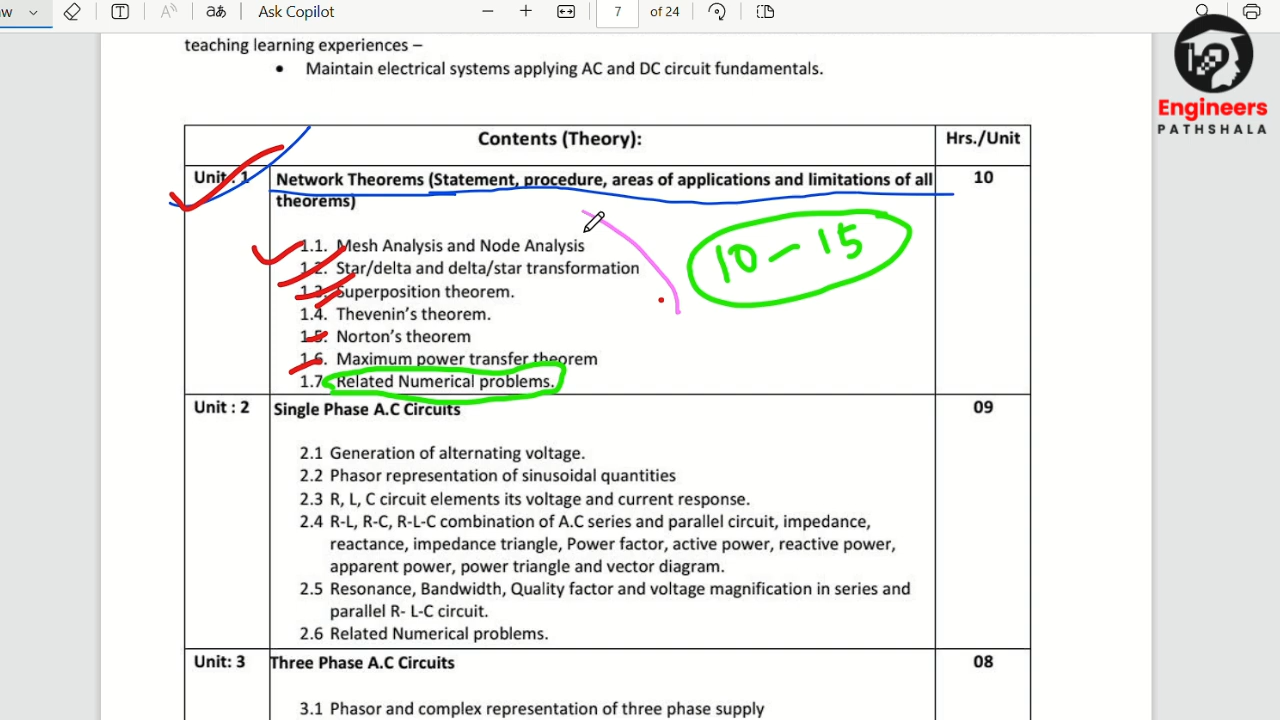 Ask Copilot
7 of 24
teaching learning experiences –
• Maintain electrical systems applying AC and DC circuit fundamentals.
Engineers
PATHSHALA
Contents (Theory): Hrs./Unit
Unit : 1 Network Theorems (Statement, procedure, areas of applications and limitations of all 10
theorems)
1.1. Mesh Analysis and Node Analysis
1.2. Star/delta and delta/star transformation
1.3. Superposition theorem.
1.4. Thevenin's theorem.
1.5. Norton's theorem
1.6. Maximum power transfer theorem
1.7 Related Numerical problems.
10 – 15
Unit : 2 Single Phase A.C Circuits 09
2.1 Generation of alternating voltage.
2.2 Phasor representation of sinusoidal quantities
2.3 R, L, C circuit elements its voltage and current response.
2.4 R-L, R-C, R-L-C combination of A.C series and parallel circuit, impedance,
reactance, impedance triangle, Power factor, active power, reactive power,
apparent power, power triangle and vector diagram.
2.5 Resonance, Bandwidth, Quality factor and voltage magnification in series and
parallel R- L-C circuit.
2.6 Related Numerical problems.
Unit: 3 Three Phase A.C Circuits 08
3.1 Phasor and complex representation of three phase supply